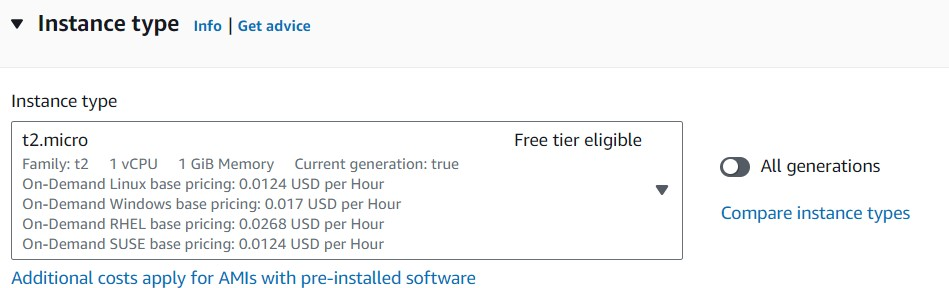 Instance type Info | Get advice
Instance type
t2.micro Free tier eligible
Family: t2 1 vCPU 1 GiB Memory Current generation: true
On-Demand Linux base pricing: 0.0124 USD per Hour
On-Demand Windows base pricing: 0.017 USD per Hour
On-Demand RHEL base pricing: 0.0268 USD per Hour
On-Demand SUSE base pricing: 0.0124 USD per Hour
All generations
Compare instance types
Additional costs apply for AMIs with pre-installed software